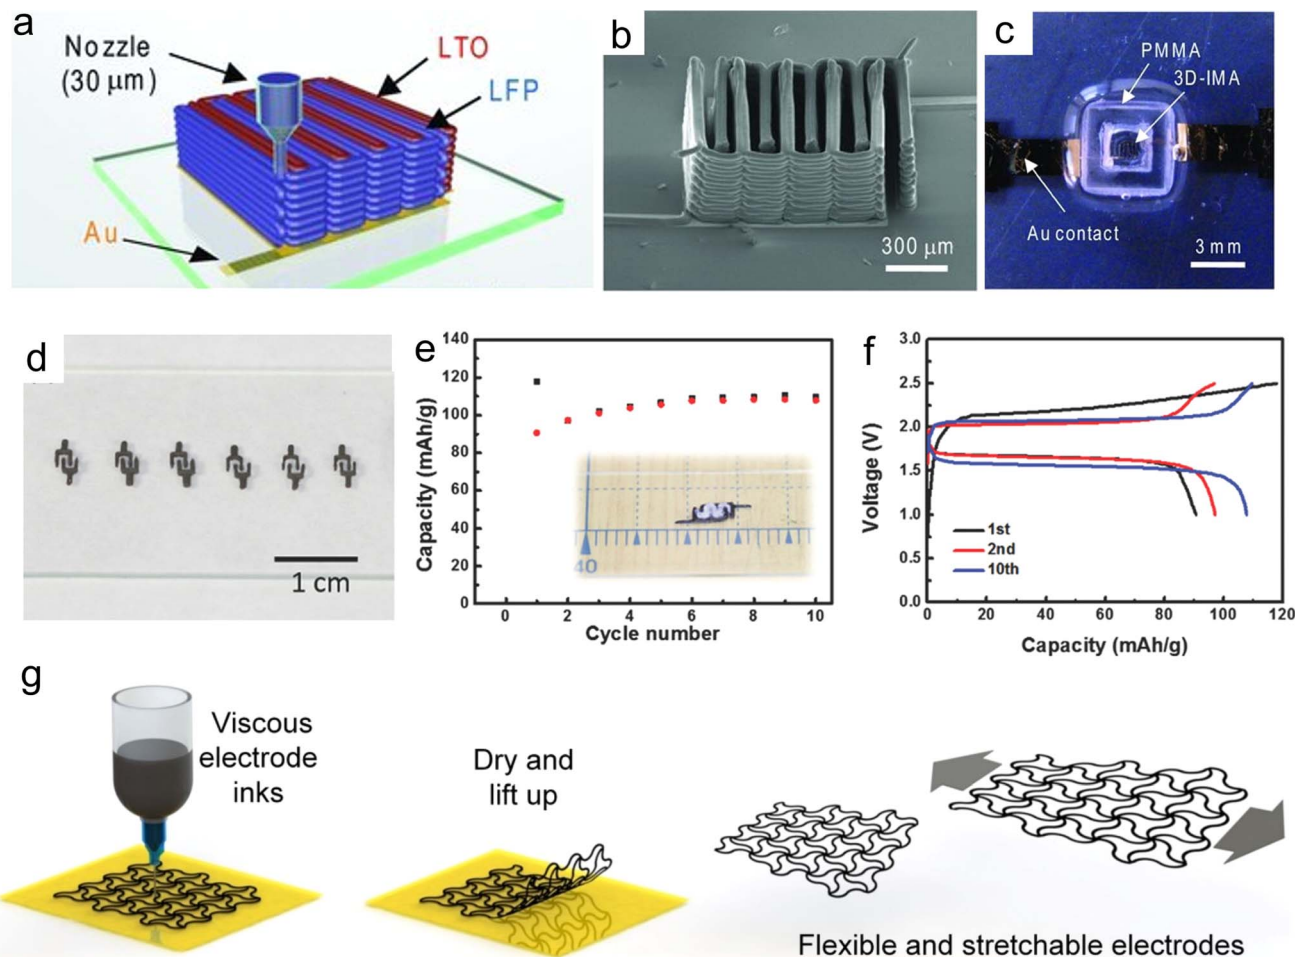 a
Nozzle
(30 μm)
LTO
LFP
Au
b
300 μm
c
PMMA
3D-IMA
Au contact
3 mm
d
1 cm
e
140
120
100
80
60
40
20
0
0
2
4
6
8
10
Capacity (mAh/g)
Cycle number
40
f
3.0
2.5
2.0
1.5
1.0
0.5
0.0
0
20
40
60
80
100
120
Voltage (V)
Capacity (mAh/g)
1st
2nd
10th
g
Viscous
electrode
inks
Dry and
lift up
Flexible and stretchable electrodes